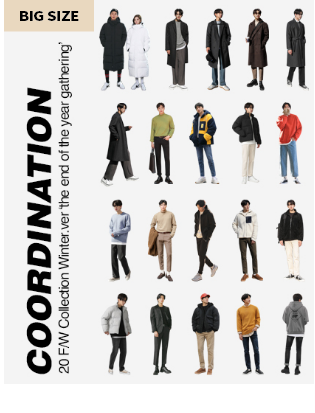 BIG SIZE
COORDINATION
20 F/W Collection Winter.ver 'the end of the year gathering'